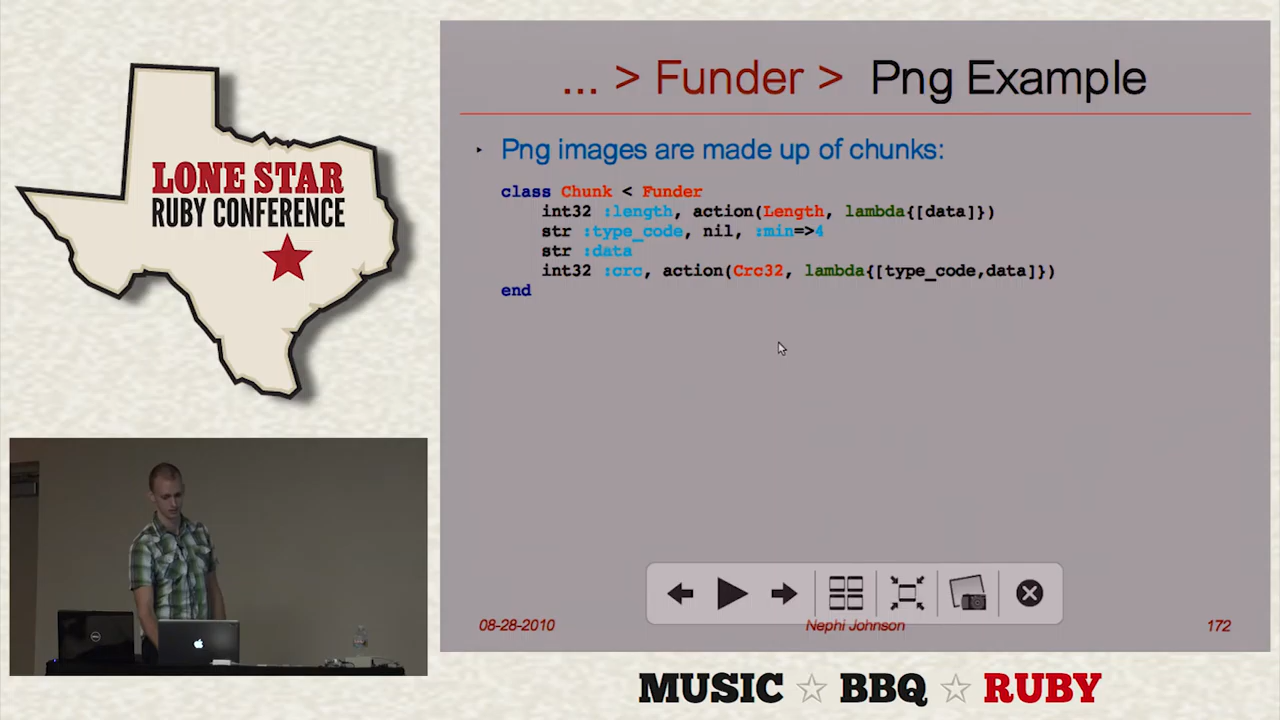 LONE STAR
RUBY CONFERENCE
... > Funder > Png Example
Png images are made up of chunks:
class Chunk < Funder
int32 :length, action(Length, lambda{[data]})
str :type_code, nil, :min=>4
str :data
int32 :crc, action(Crc32, lambda{[type_code,data]})
end
08-28-2010
Nephi Johnson
172
MUSIC ☆ BBQ ☆ RUBY